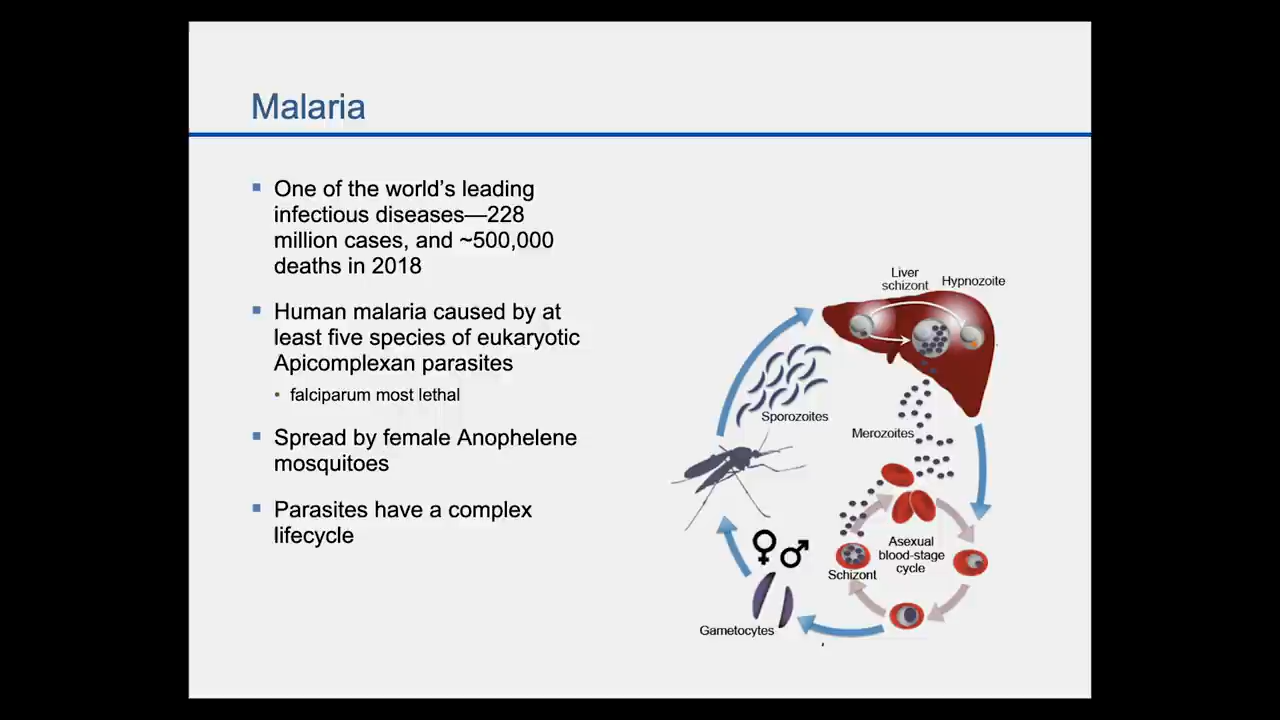 Malaria
One of the world's leading
infectious diseases—228
million cases, and ~500,000
deaths in 2018
Human malaria caused by at
least five species of eukaryotic
Apicomplexan parasites
falciparum most lethal
Spread by female Anophelene
mosquitoes
Parasites have a complex
lifecycle
Liver
schizont
Hypnozoite
Sporozoites
Merozoites
Asexual
blood-stage
cycle
Schizont
Gametocytes